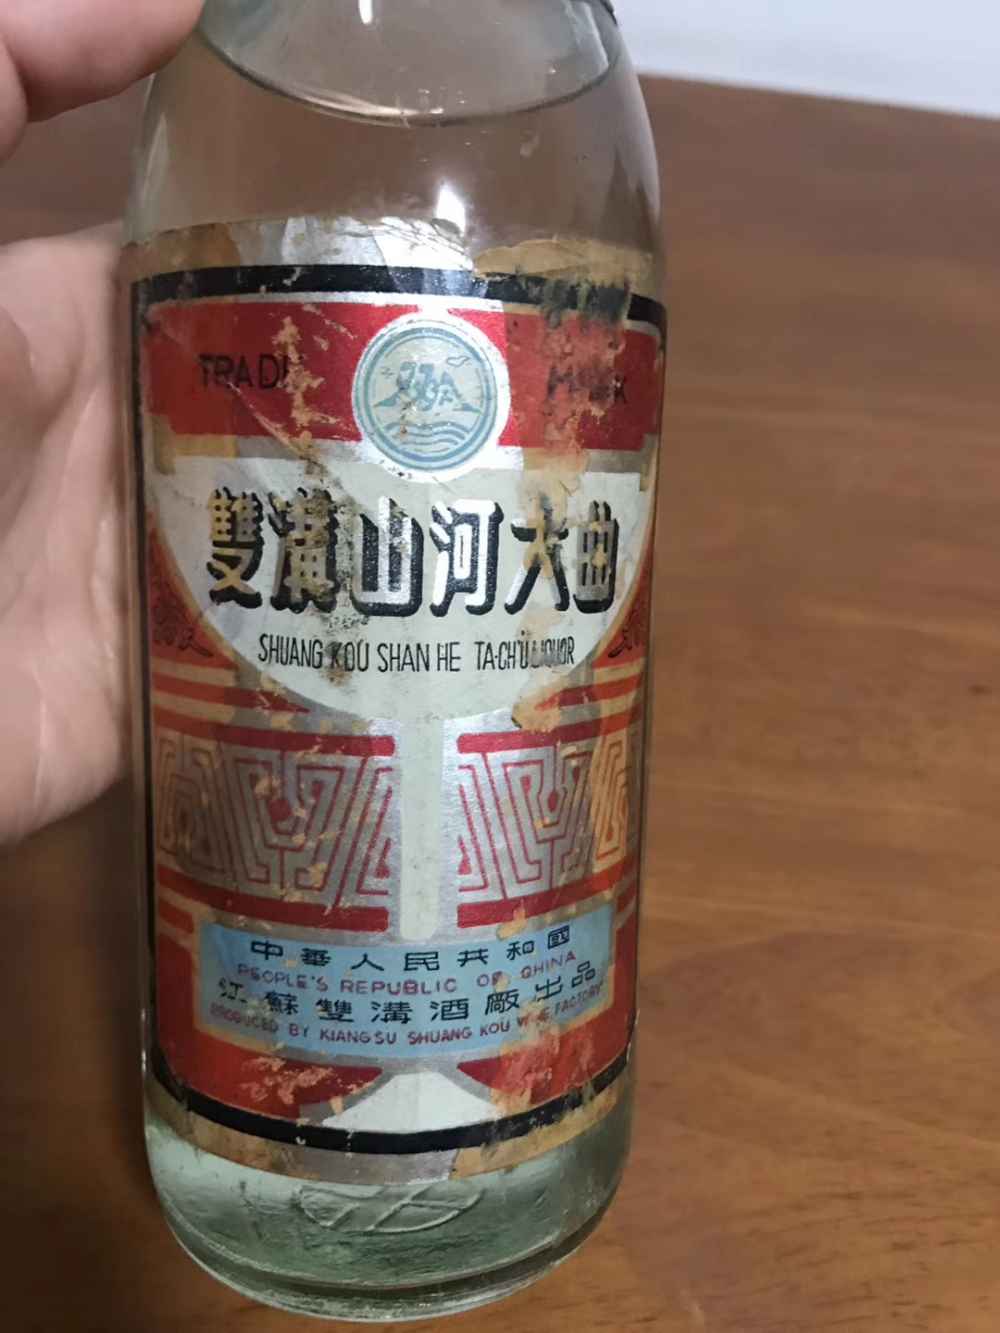 TRADE MARK
雙溝山河大曲
SHUANG KOU SHAN HE TA-CH'Ü LIQUOR
中華人民共和國
PEOPLE'S REPUBLIC OF CHINA
江蘇雙溝酒廠出品
PRODUCED BY KIANGSU SHUANG KOU WINE FACTORY